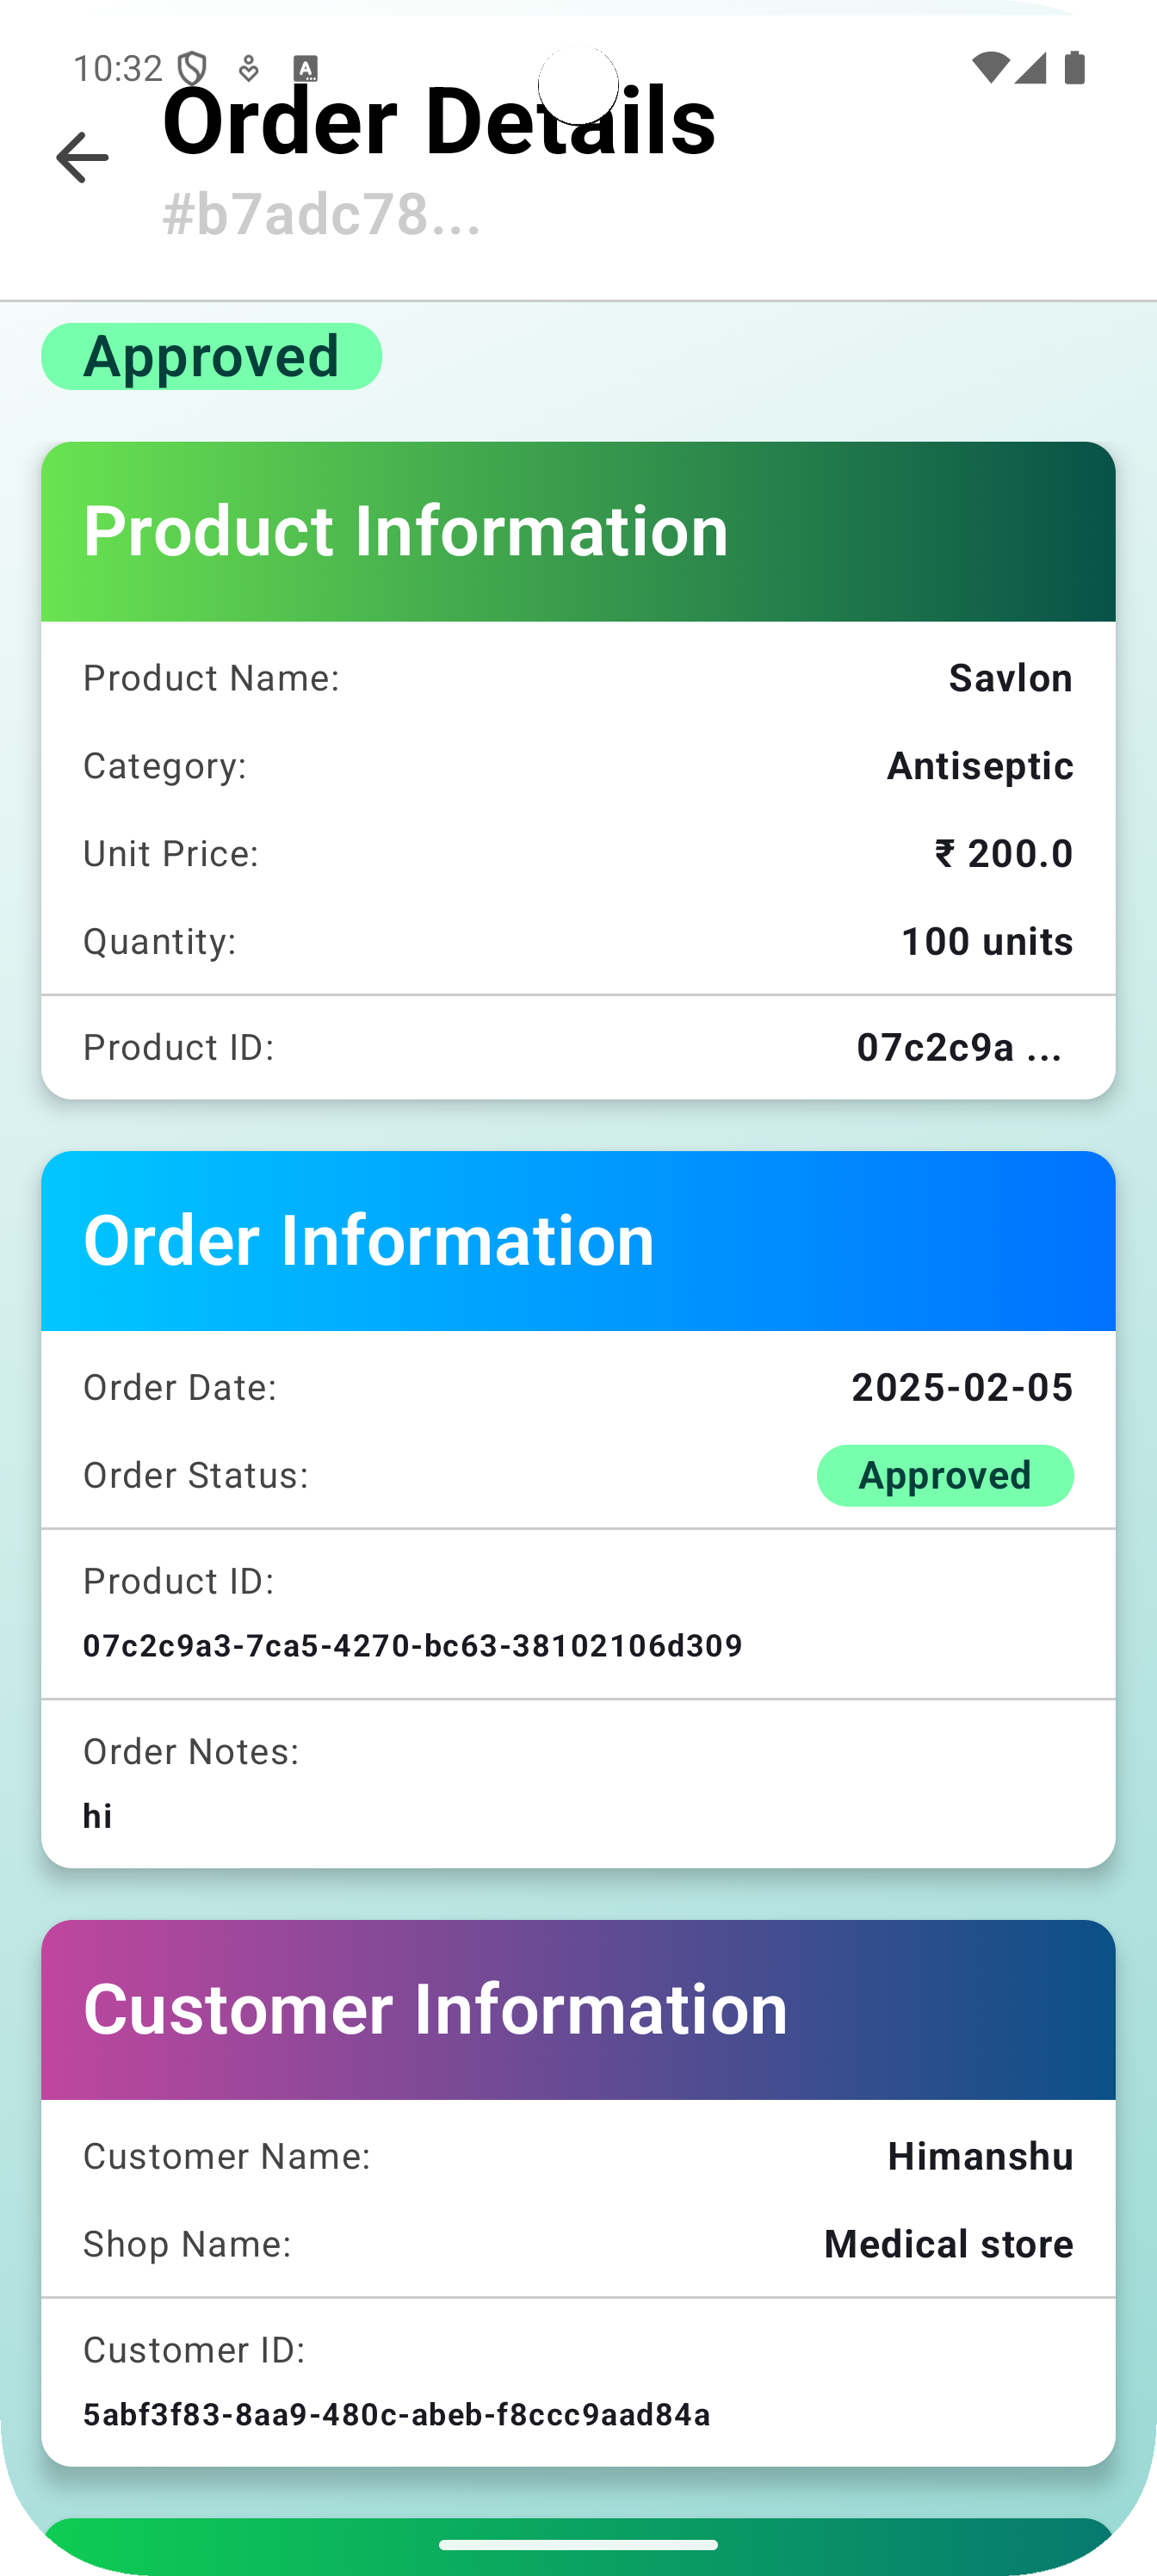 10:32
Order Details
#b7adc78...
Approved
Product Information
Product Name: Savlon
Category: Antiseptic
Unit Price: ₹ 200.0
Quantity: 100 units
Product ID: 07c2c9a ...
Order Information
Order Date: 2025-02-05
Order Status: Approved
Product ID:
07c2c9a3-7ca5-4270-bc63-38102106d309
Order Notes:
hi
Customer Information
Customer Name: Himanshu
Shop Name: Medical store
Customer ID:
5abf3f83-8aa9-480c-abeb-f8ccc9aad84a